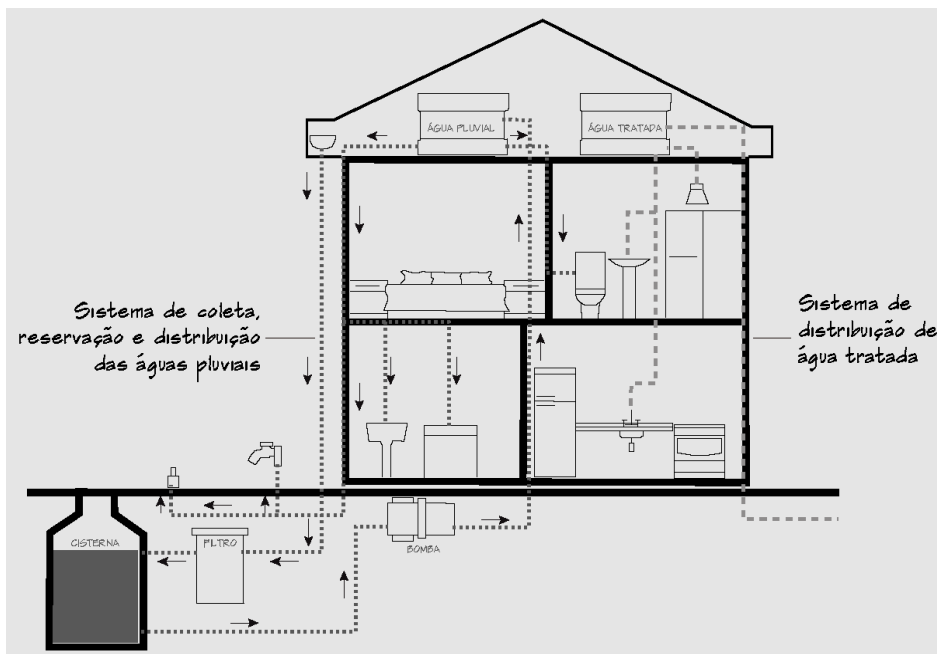 ÁGUA PLUVIAL
ÁGUA TRATADA
Sistema de coleta,
reservação e distribuição
das águas pluviais
Sistema de
distribuição de
água tratada
CISTERNA
FILTRO
BOMBA